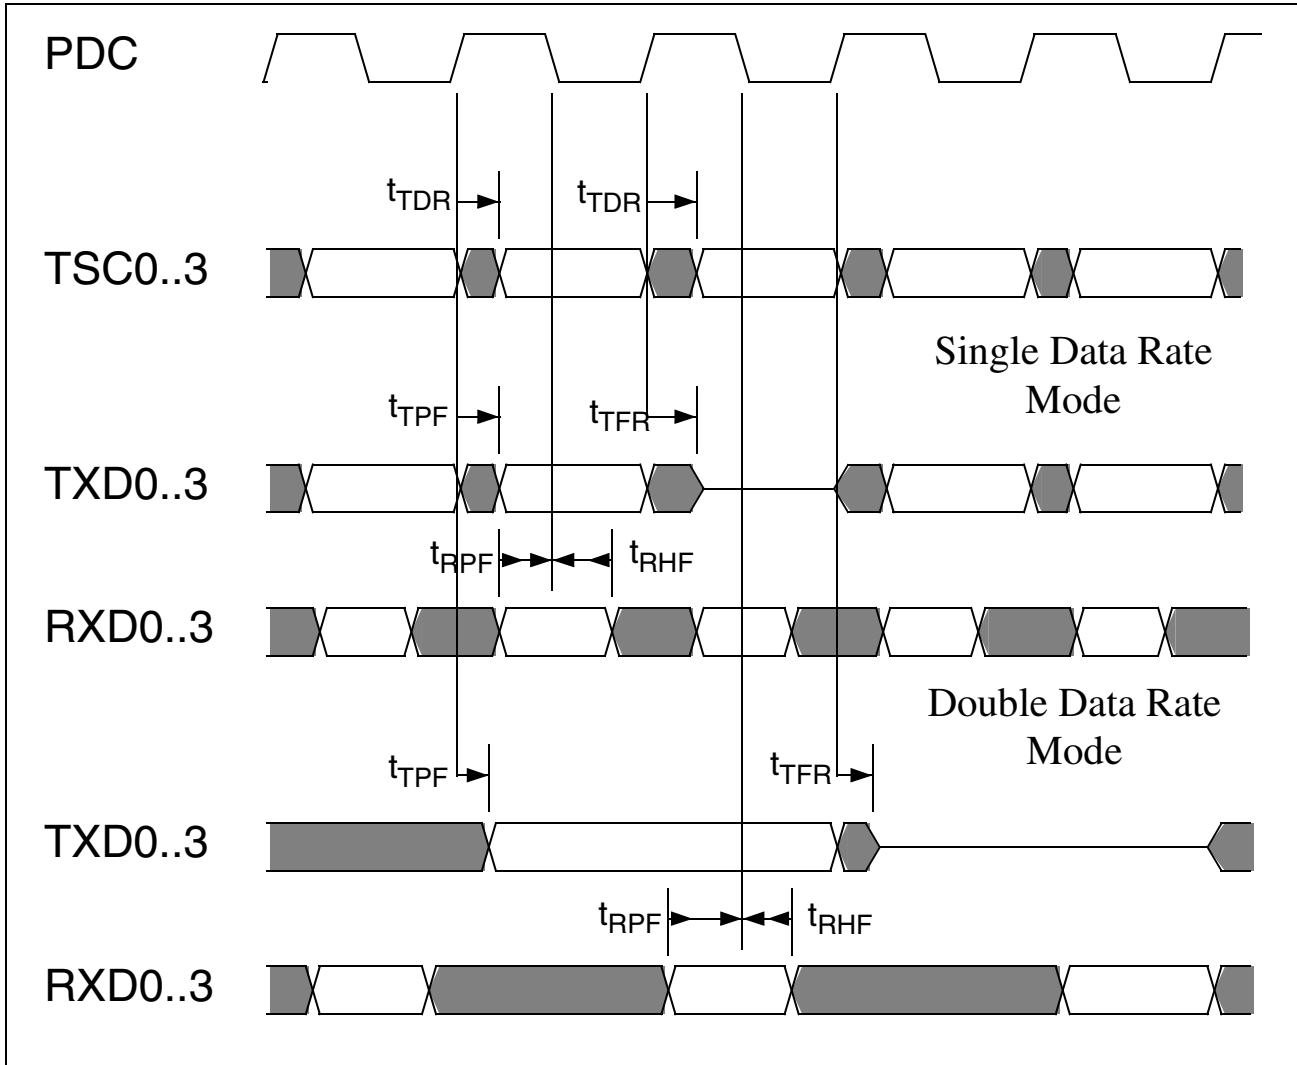 PDC
tTDR tTDR
TSC0..3
Single Data Rate
Mode
tTPF tTFR
TXD0..3
tRPF tRHF
RXD0..3
Double Data Rate
Mode
tTPF tTFR
TXD0..3
tRPF tRHF
RXD0..3